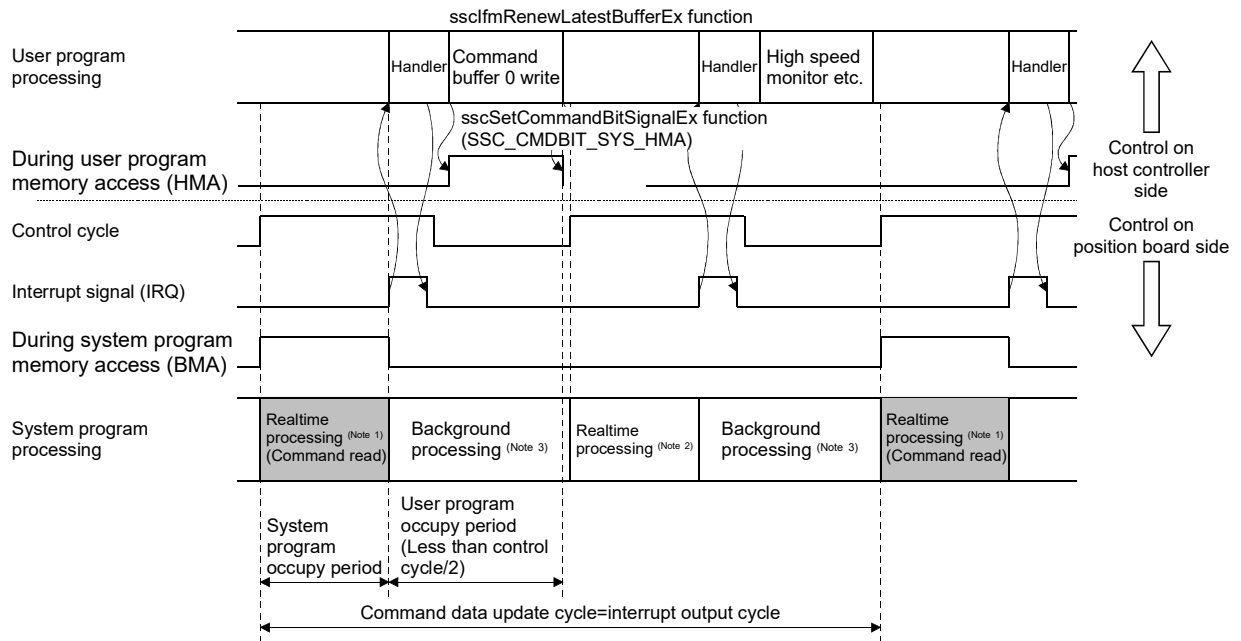 sscIfmRenewLatestBufferEx function
User program
processing
Handler
Command
buffer 0 write
Handler
High speed
monitor etc.
Handler
sscSetCommandBitSignalEx function
(SSC_CMDBIT_SYS_HMA)
During user program
memory access (HMA)
Control on
host controller
side
Control cycle
Control on
position board side
Interrupt signal (IRQ)
During system program
memory access (BMA)
System program
processing
Realtime
processing (Note 1)
(Command read)
Background
processing (Note 3)
Realtime
processing (Note 2)
Background
processing (Note 3)
Realtime
processing (Note 1)
(Command read)
System
program
occupy period
User program
occupy period
(Less than control
cycle/2)
Command data update cycle=interrupt output cycle